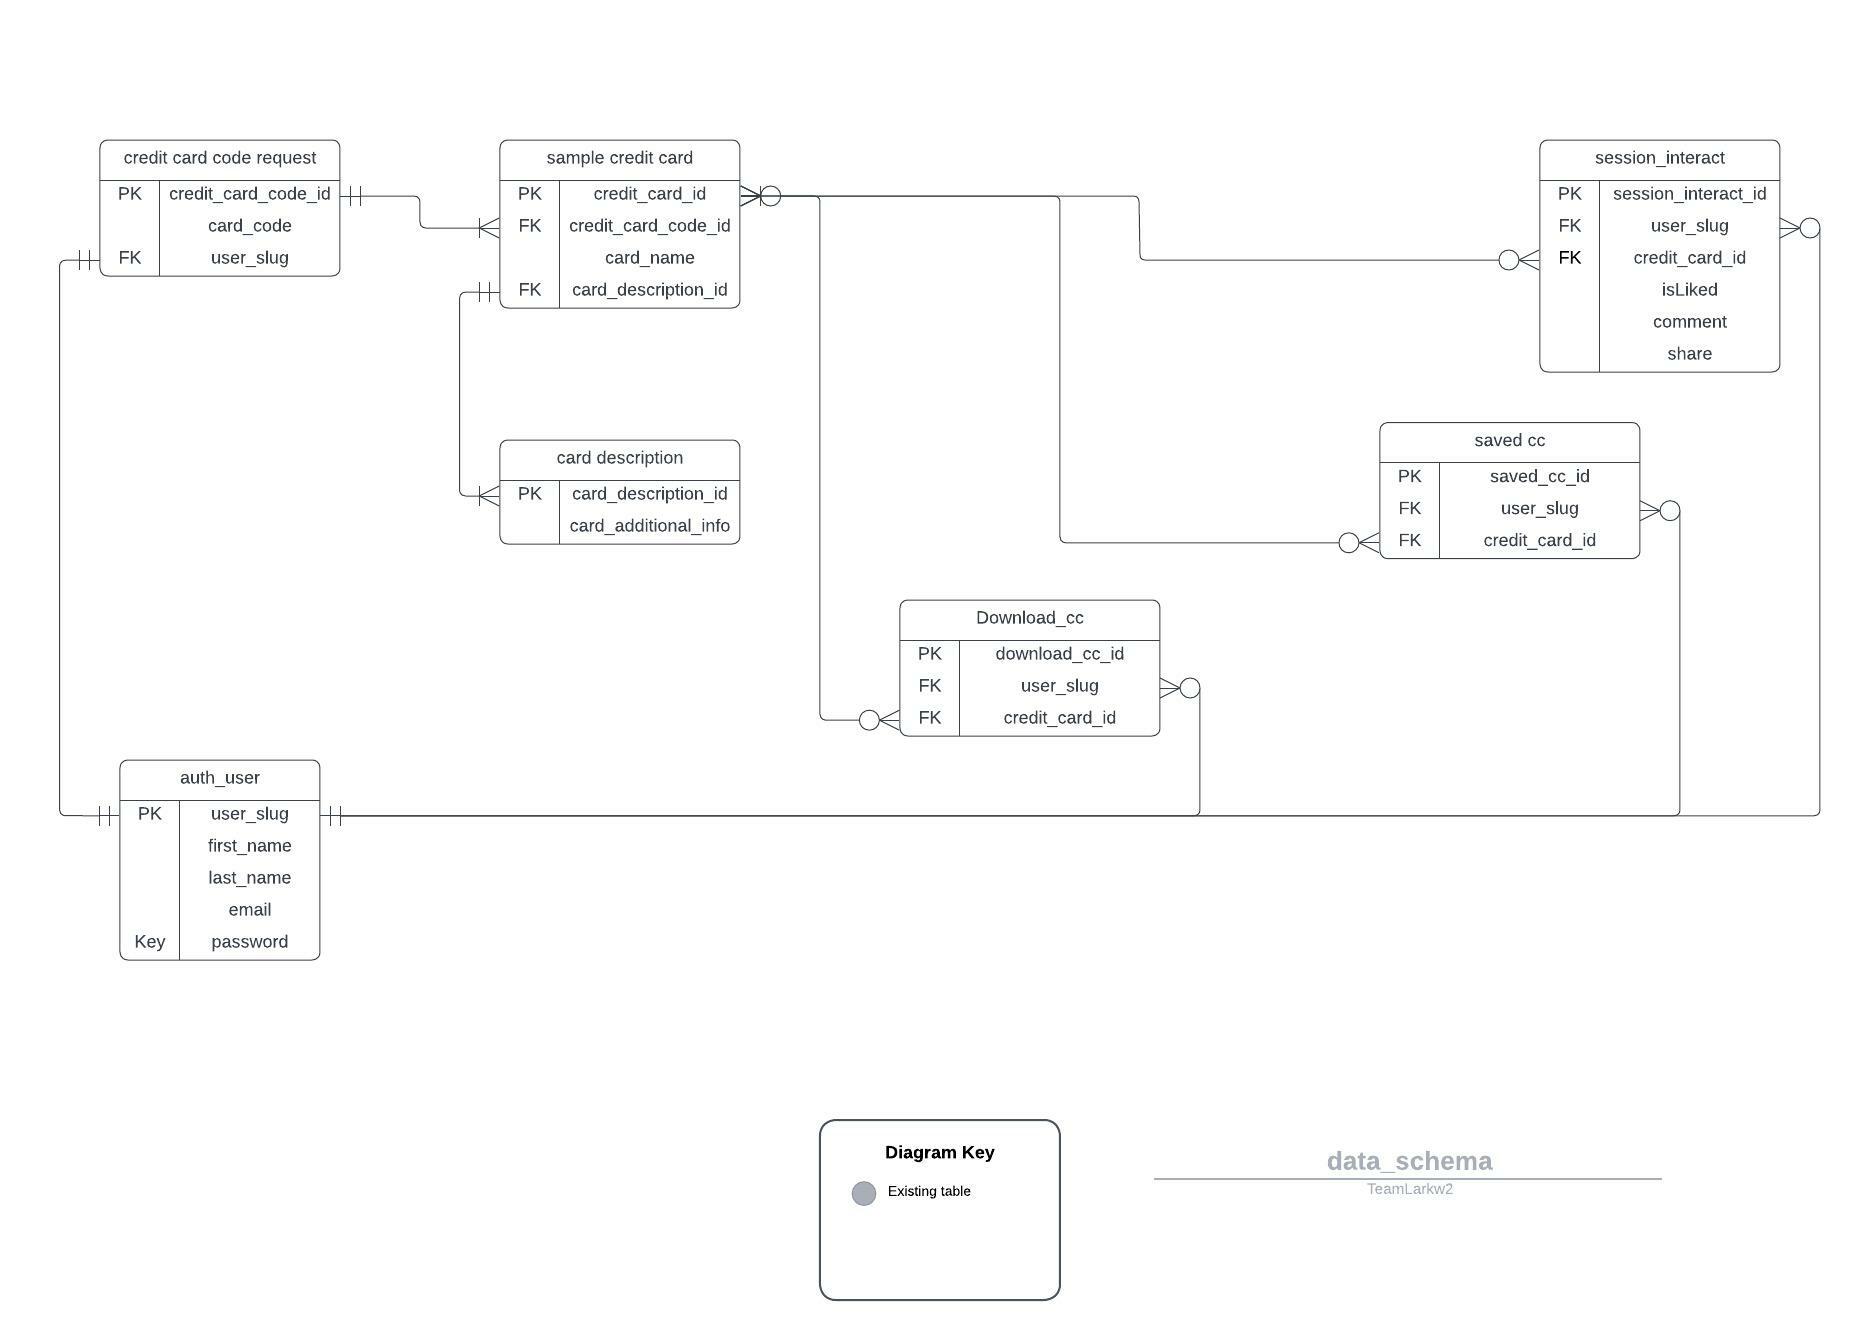 credit card code request
PK credit_card_code_id
card_code
FK user_slug
sample credit card
PK credit_card_id
FK credit_card_code_id
card_name
FK card_description_id
session_interact
PK session_interact_id
FK user_slug
FK credit_card_id
isLiked
comment
share
card description
PK card_description_id
card_additional_info
saved cc
PK saved_cc_id
FK user_slug
FK credit_card_id
Download_cc
PK download_cc_id
FK user_slug
FK credit_card_id
auth_user
PK user_slug
first_name
last_name
email
Key password
Diagram Key
Existing table
data_schema
TeamLarkw2